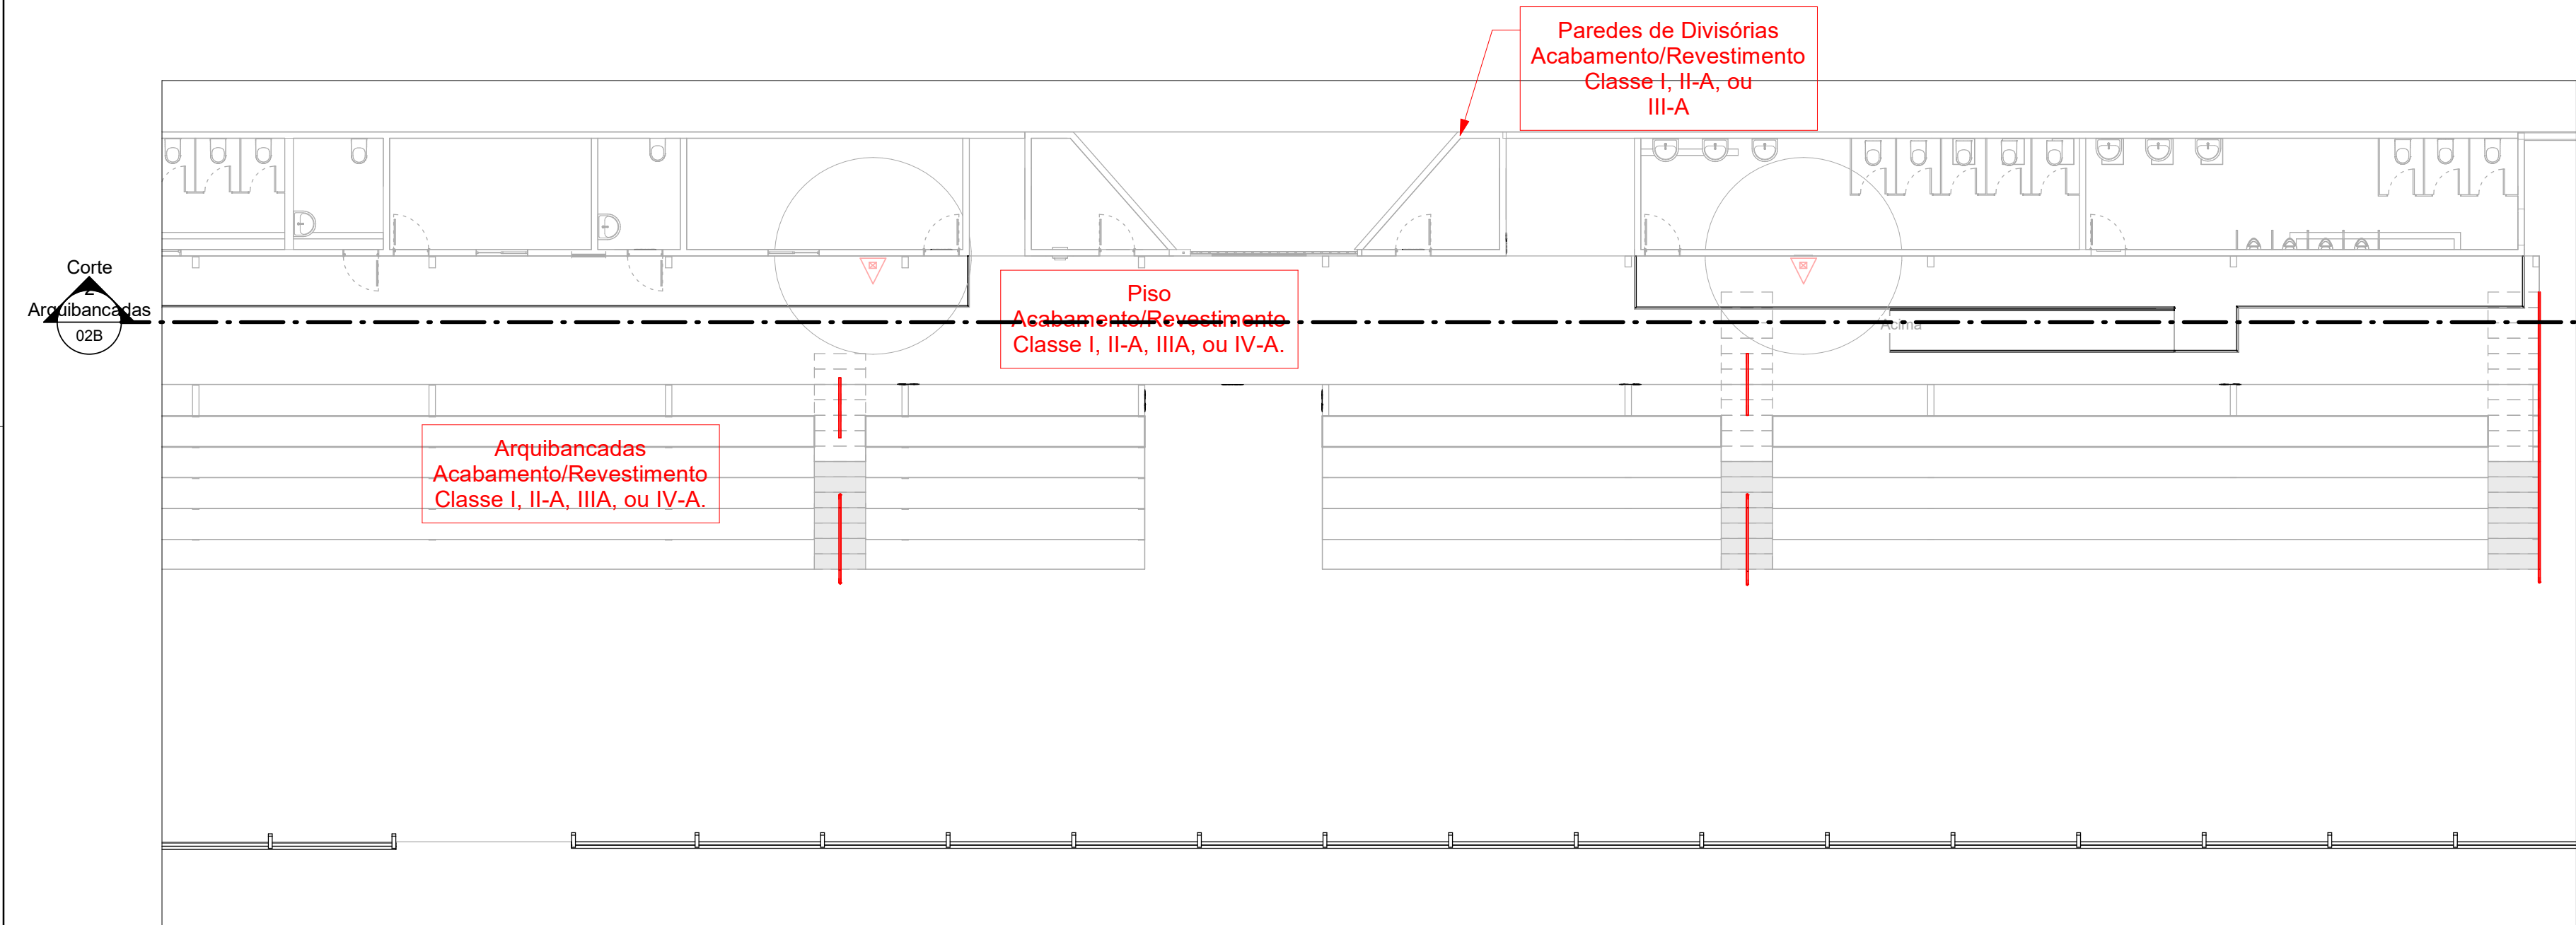 Paredes de Divisórias
Acabamento/Revestimento
Classe I, II-A, ou
III-A
Corte
2
Arquibancadas
02B
Piso
Acabamento/Revestimento
Classe I, II-A, IIIA, ou IV-A.
Acima
Arquibancadas
Acabamento/Revestimento
Classe I, II-A, IIIA, ou IV-A.